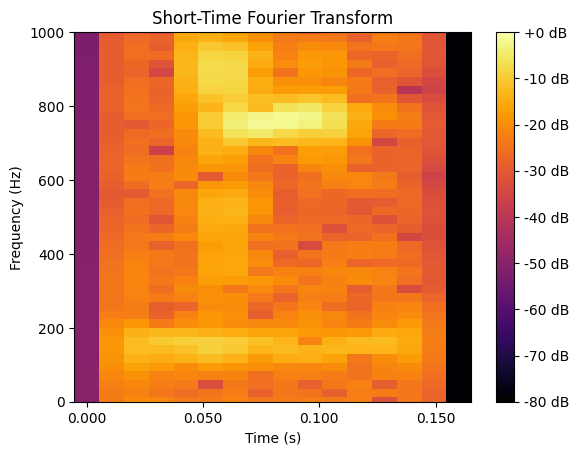 Short-Time Fourier Transform
1000
800
600
400
200
0
Frequency (Hz)
0.000
0.050
0.100
0.150
Time (s)
+0 dB
-10 dB
-20 dB
-30 dB
-40 dB
-50 dB
-60 dB
-70 dB
-80 dB